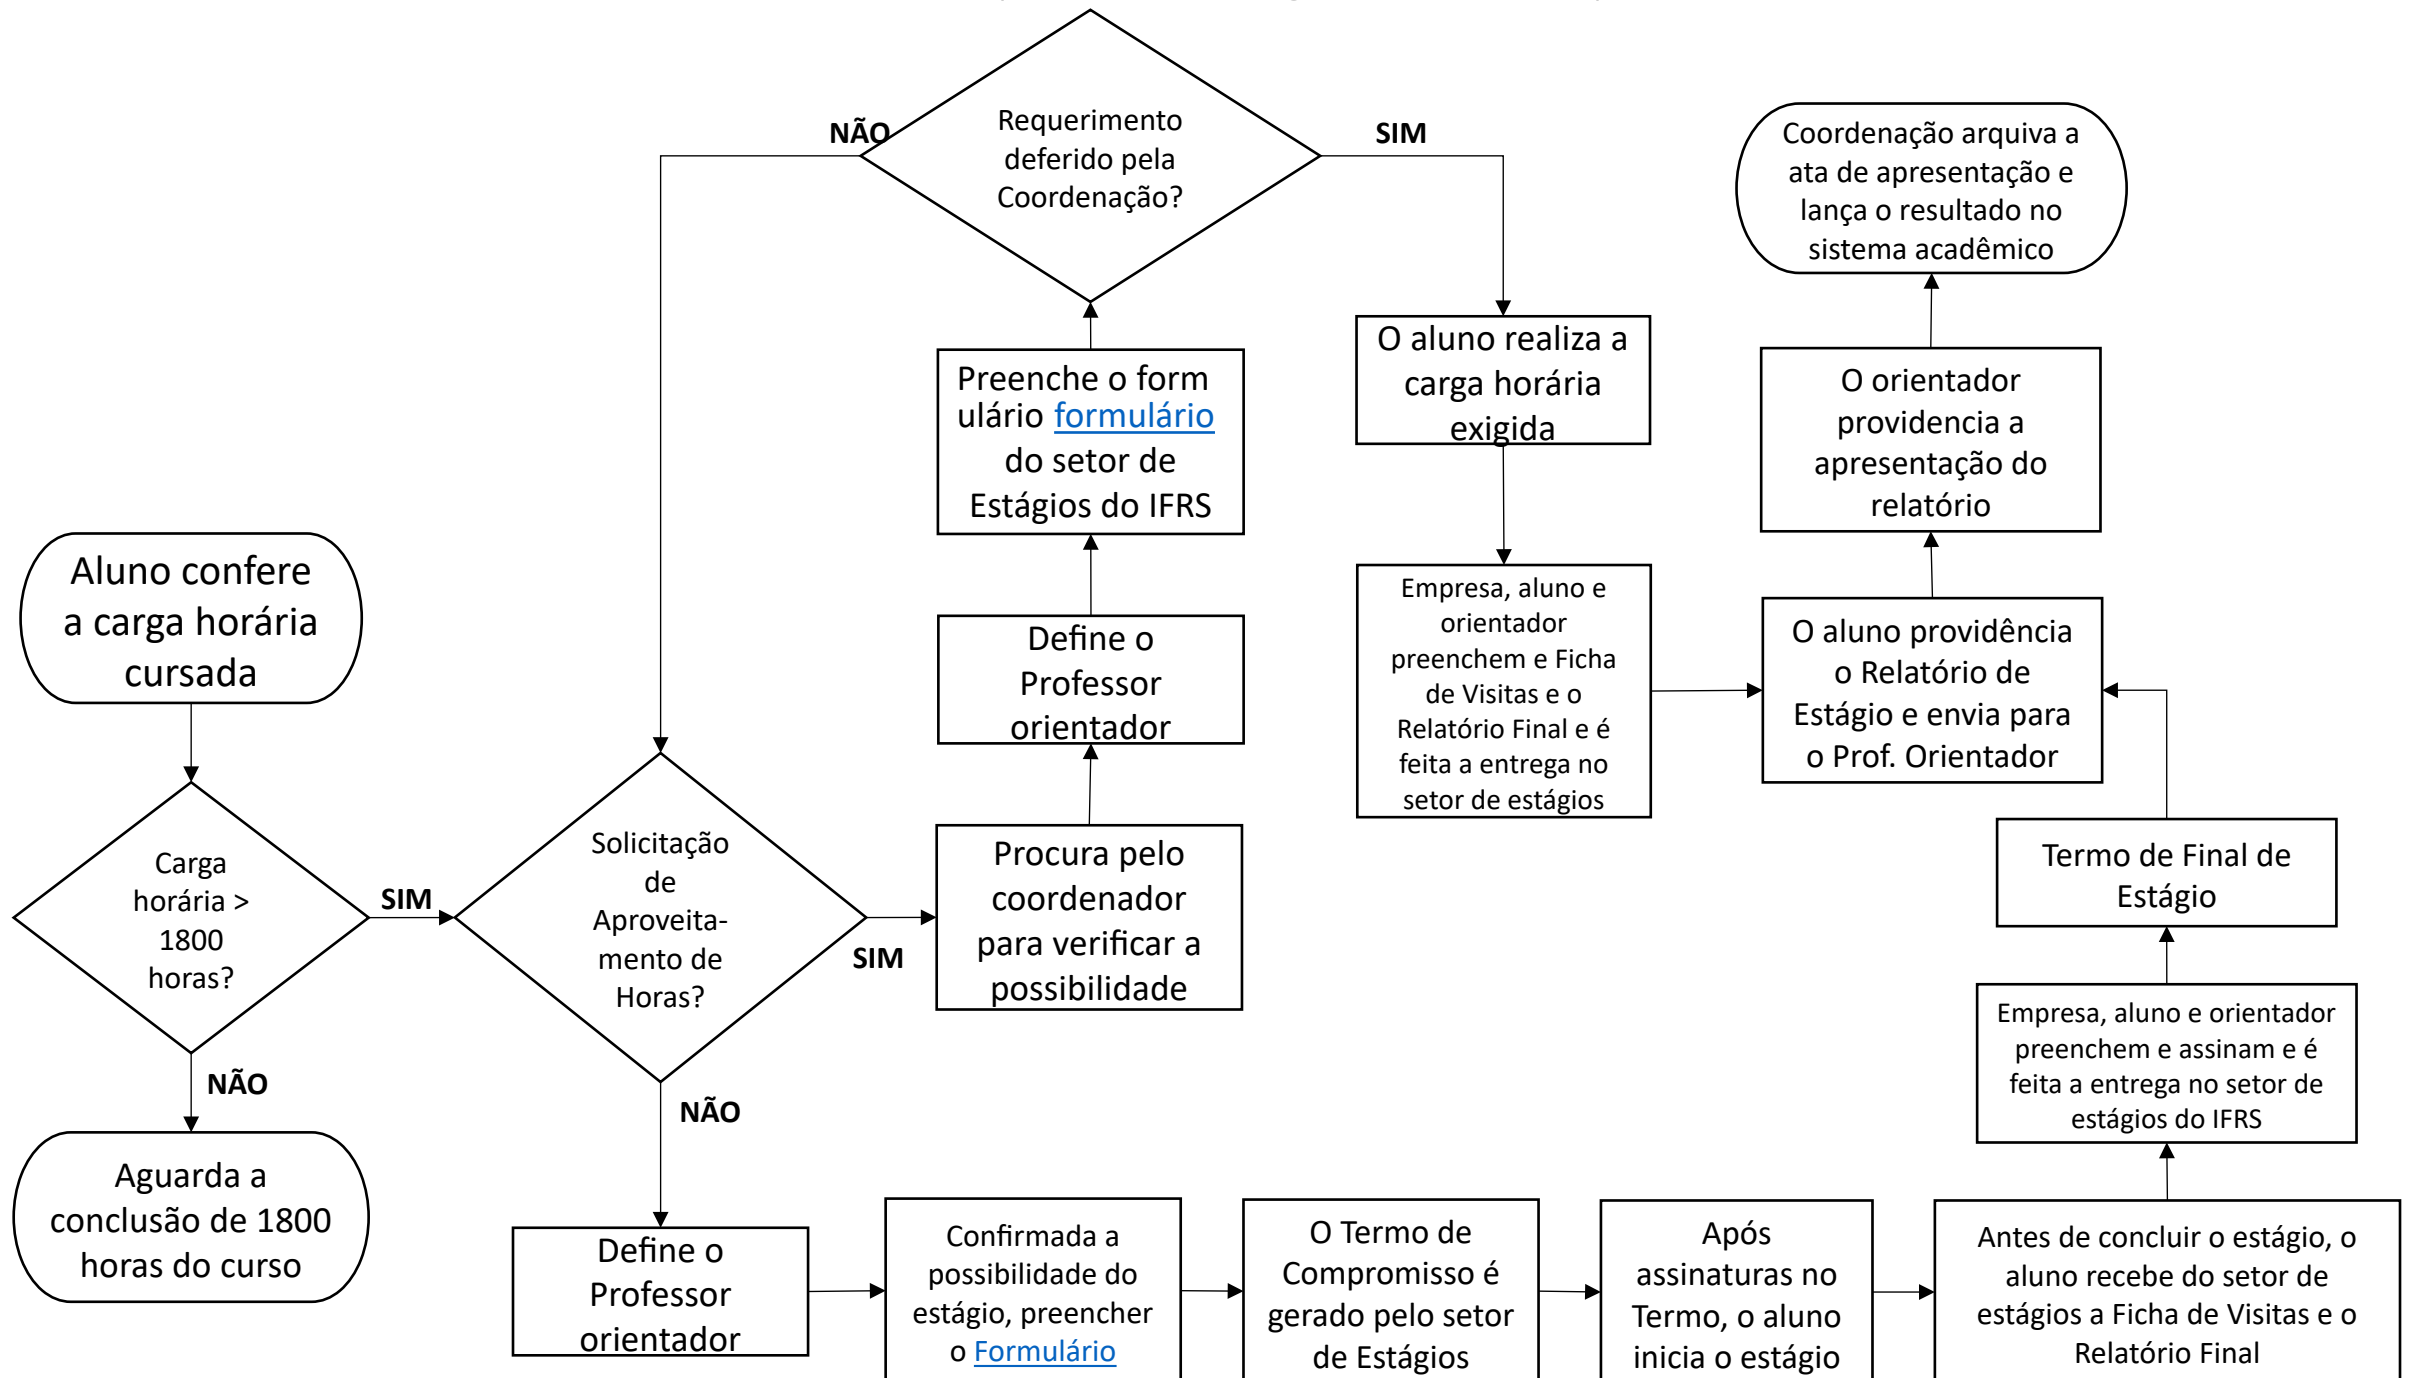 NÃO
Requerimento
deferido pela
Coordenação?
SIM
Coordenação arquiva a
ata de apresentação e
lança o resultado no
sistema acadêmico
Preenche o form
ulário formulário
do setor de
Estágios do IFRS
O aluno realiza a
carga horária
exigida
O orientador
providencia a
apresentação do
relatório
Aluno confere
a carga horária
cursada
Define o
Professor
orientador
Empresa, aluno e
orientador
preenchem e Ficha
de Visitas e o
Relatório Final e é
feita a entrega no
setor de estágios
O aluno providência
o Relatório de
Estágio e envia para
o Prof. Orientador
Carga
horária >
1800
horas?
SIM
Solicitação
de
Aproveita-
mento de
Horas?
SIM
Procura pelo
coordenador
para verificar a
possibilidade
Termo de Final de
Estágio
Empresa, aluno e orientador
preenchem e assinam e é
feita a entrega no setor de
estágios do IFRS
NÃO
NÃO
Aguarda a
conclusão de 1800
horas do curso
Define o
Professor
orientador
Confirmada a
possibilidade do
estágio, preencher
o Formulário
O Termo de
Compromisso é
gerado pelo setor
de Estágios
Após
assinaturas no
Termo, o aluno
inicia o estágio
Antes de concluir o estágio, o
aluno recebe do setor de
estágios a Ficha de Visitas e o
Relatório Final